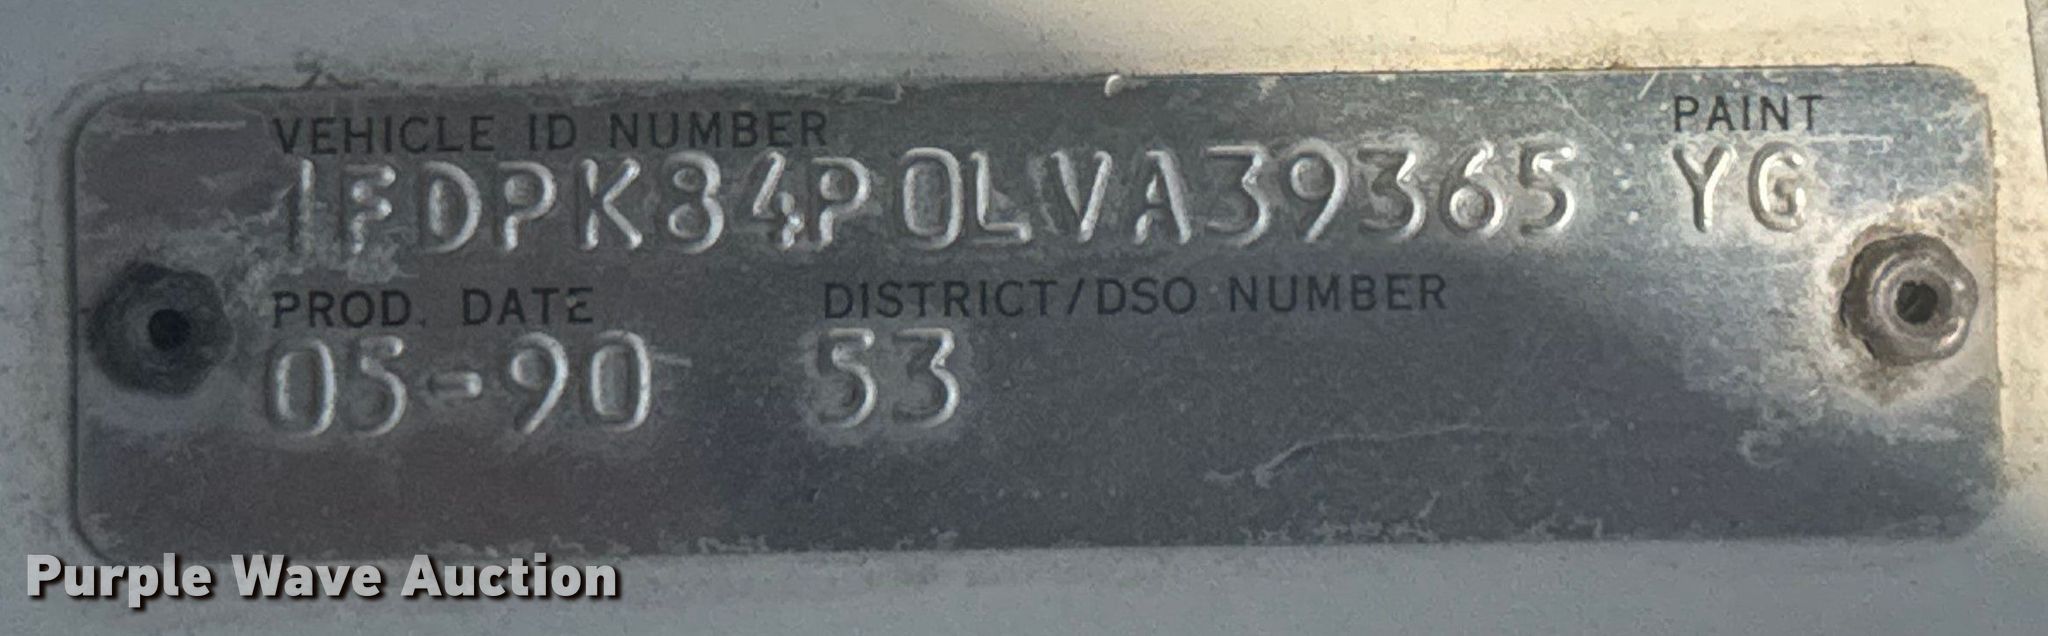 VEHICLE ID NUMBER PAINT
1FDPK84P0LVA39365 YG
PROD. DATE DISTRICT/DSO NUMBER
05-90 53
Purple Wave Auction